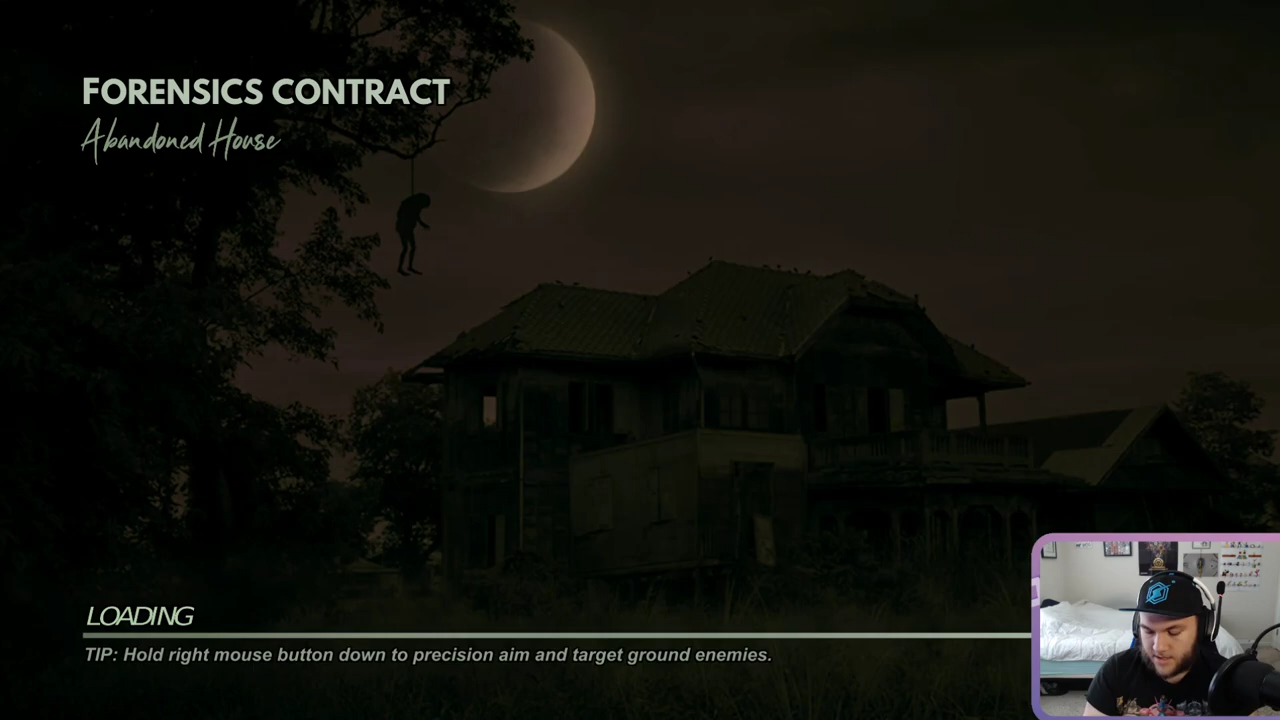 FORENSICS CONTRACT
Abandoned House
LOADING
TIP: Hold right mouse button down to precision aim and target ground enemies.